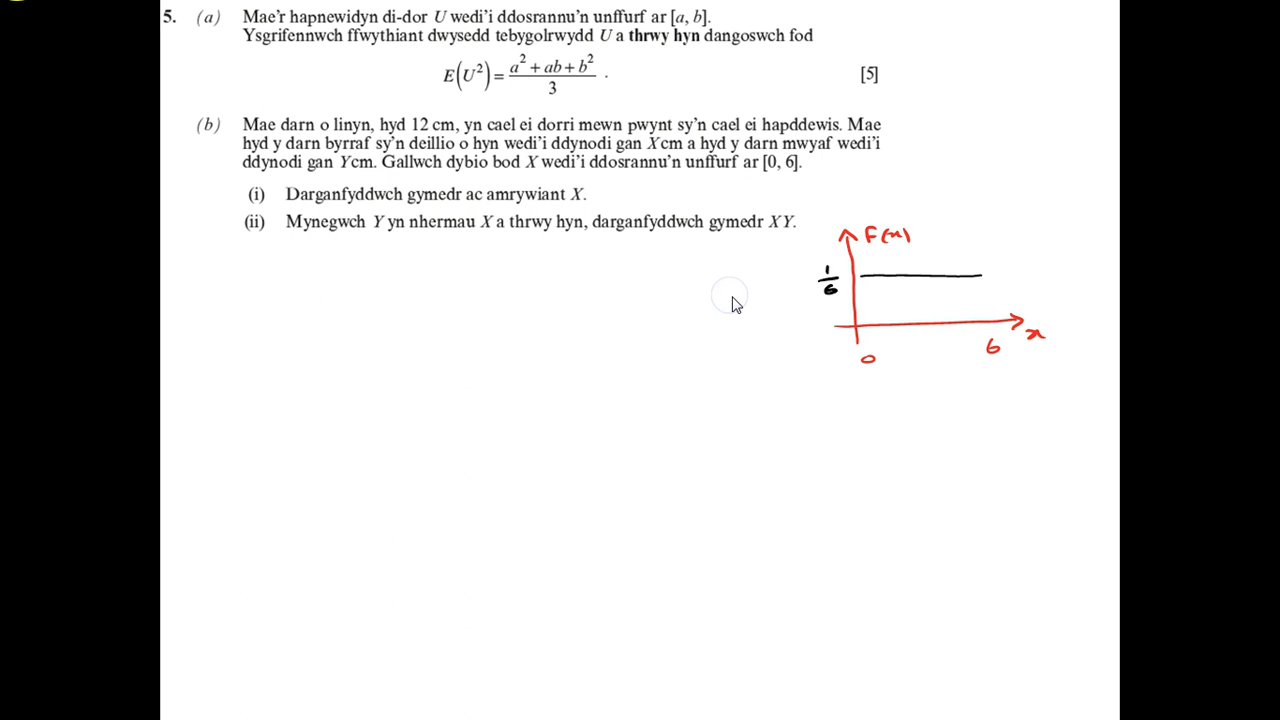 5. (a) Mae'r hapnewidyn di-dor U wedi'i ddosrannu'n unffurf ar [a, b].
Ysgrifennwch ffwythiant dwysedd tebygolrwydd U a thrwy hyn dangoswch fod
E(U²) = (a² + ab + b²)/3 . [5]
(b) Mae darn o linyn, hyd 12 cm, yn cael ei dorri mewn pwynt sy'n cael ei hapddewis. Mae
hyd y darn byrraf sy'n deillio o hyn wedi'i ddynodi gan X cm a hyd y darn mwyaf wedi'i
ddynodi gan Y cm. Gallwch dybio bod X wedi'i ddosrannu'n unffurf ar [0, 6].
(i) Darganfyddwch gymedr ac amrywiant X.
(ii) Mynegwch Y yn nhermau X a thrwy hyn, darganfyddwch gymedr XY.
F(x)
1/6
x
0
6